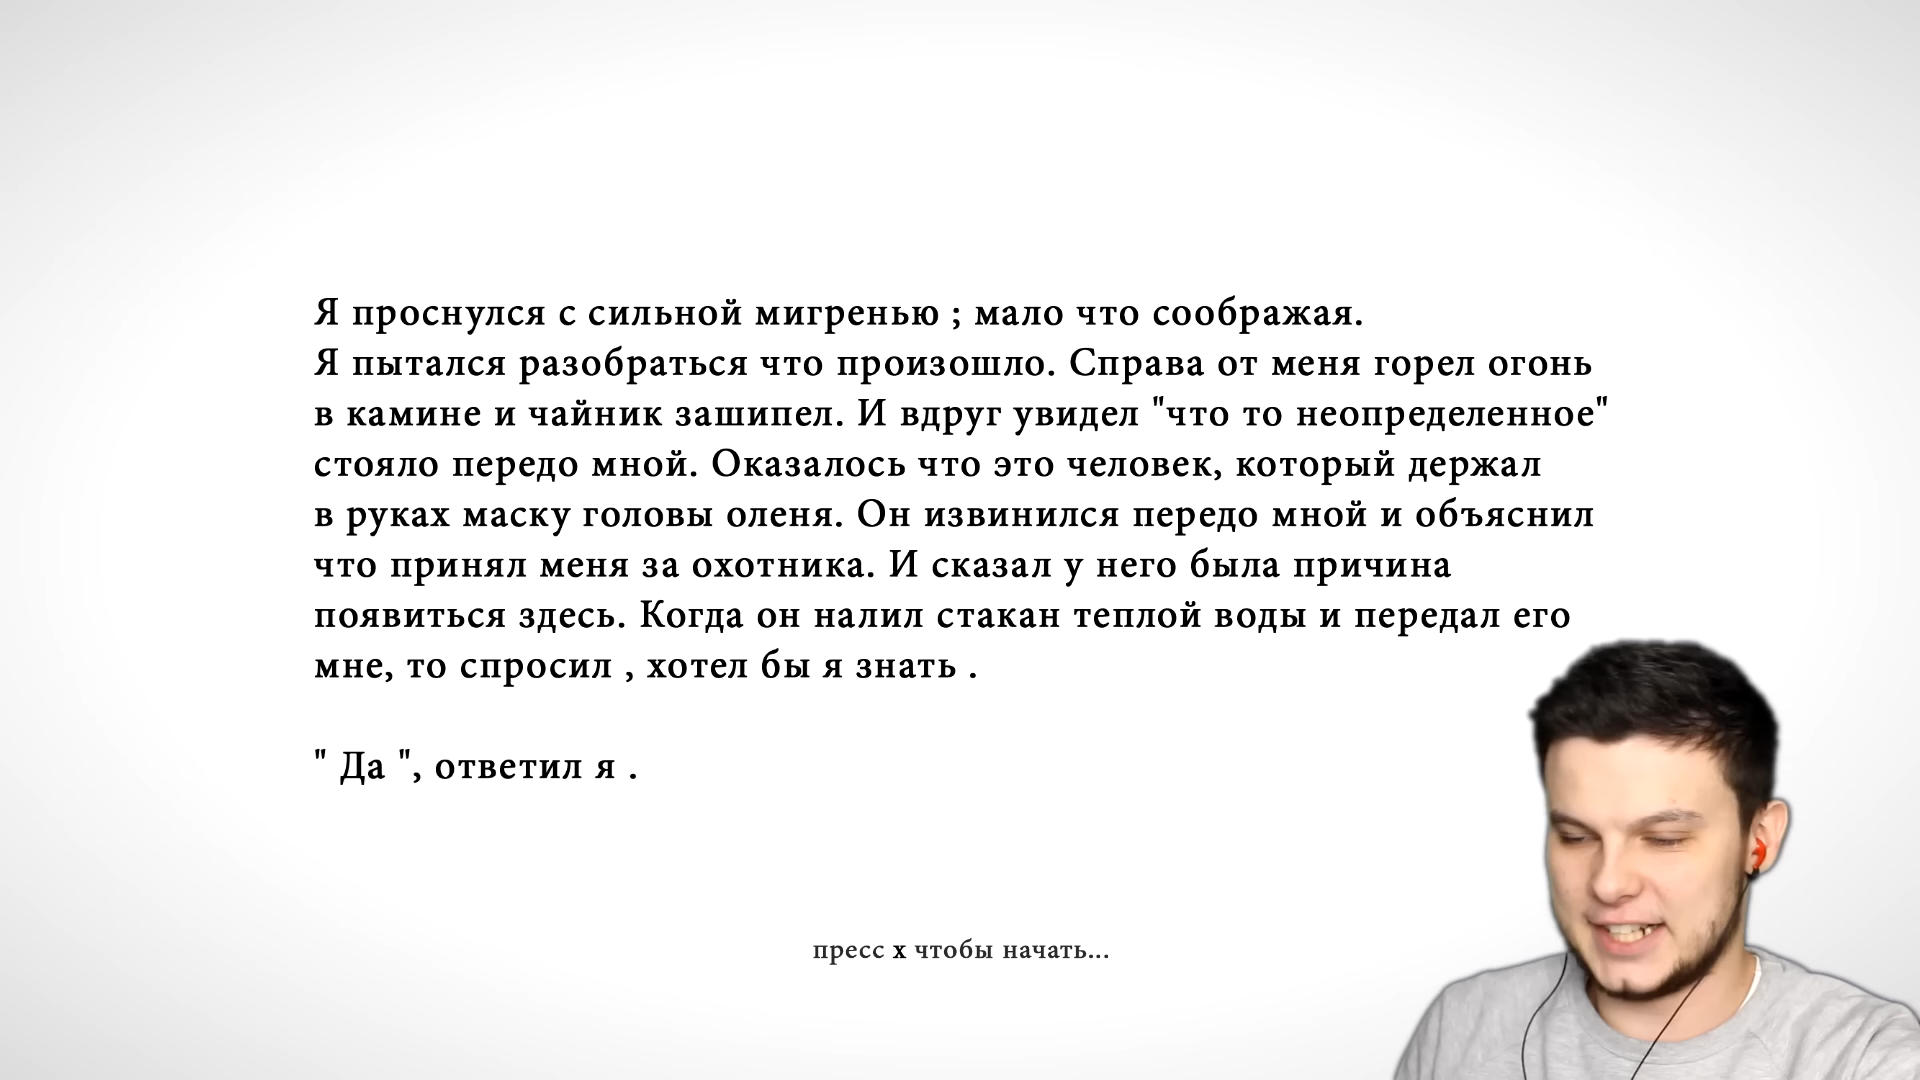 Я проснулся с сильной мигренью ; мало что соображая.
Я пытался разобраться что произошло. Справа от меня горел огонь
в камине и чайник зашипел. И вдруг увидел "что то неопределенное"
стояло передо мной. Оказалось что это человек, который держал
в руках маску головы оленя. Он извинился передо мной и объяснил
что принял меня за охотника. И сказал у него была причина
появиться здесь. Когда он налил стакан теплой воды и передал его
мне, то спросил , хотел бы я знать .
" Да ", ответил я .
пресс x чтобы начать...